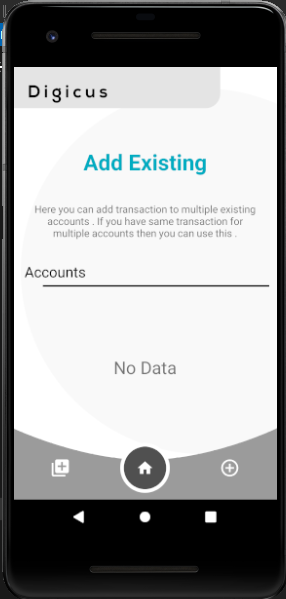 Digicus
Add Existing
Here you can add transaction to multiple existing
accounts . If you have same transaction for
multiple accounts then you can use this .
Accounts
No Data